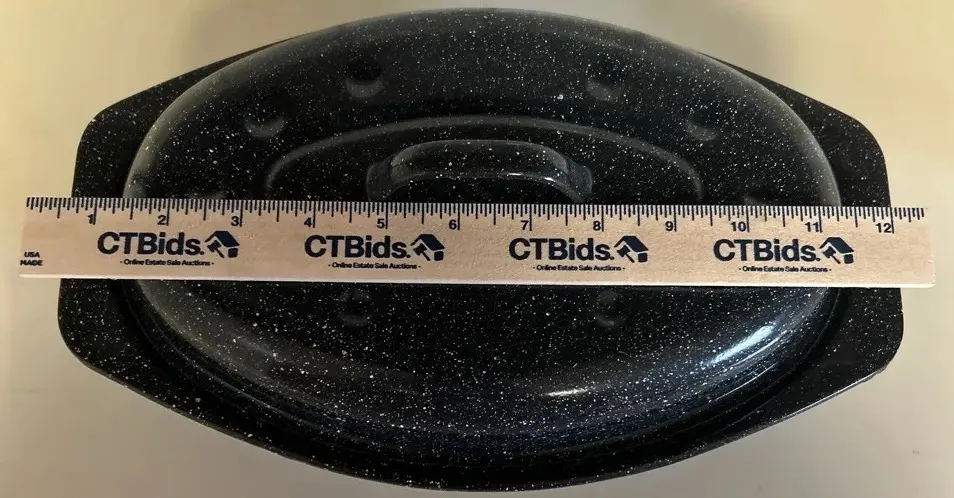 1 2 3 4 5 6 7 8 9 10 11 12
CTBids. CTBids. CTBids. CTBids.
- Online Estate Sale Auctions - - Online Estate Sale Auctions - - Online Estate Sale Auctions - - Online Estate Sale Auctions -
USA
MADE